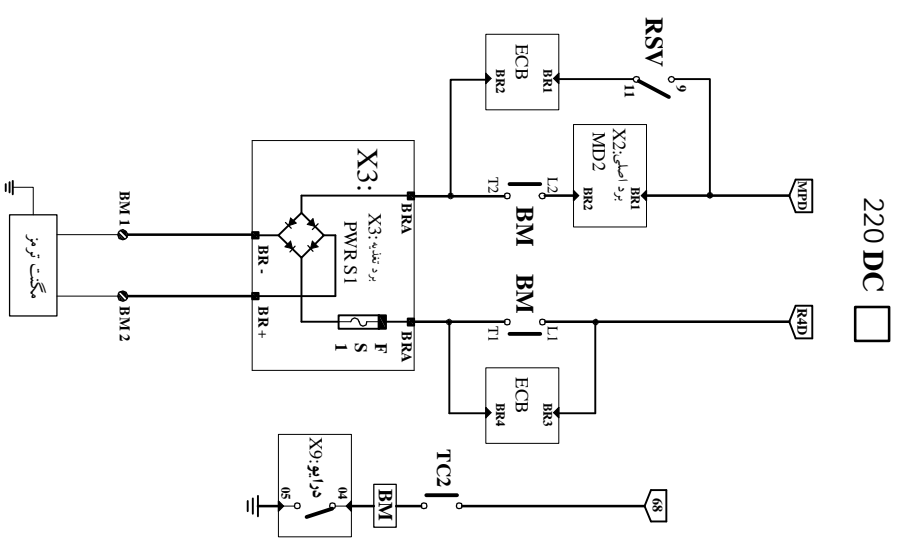 220 DC
MPD
R4D
68
RSV
9
11
ECB
BR1
BR2
X2:برد اصلی
MD2
BR1
BR2
L2
T2
BM
BM
L1
T1
ECB
BR3
BR4
TC2
BM
X3:
BRA
BRA
X3:برد تغذیه
PWR S1
F
S
1
BR -
BR +
X9:درایو
04
05
BM 1
BM 2
مگنت ترمز